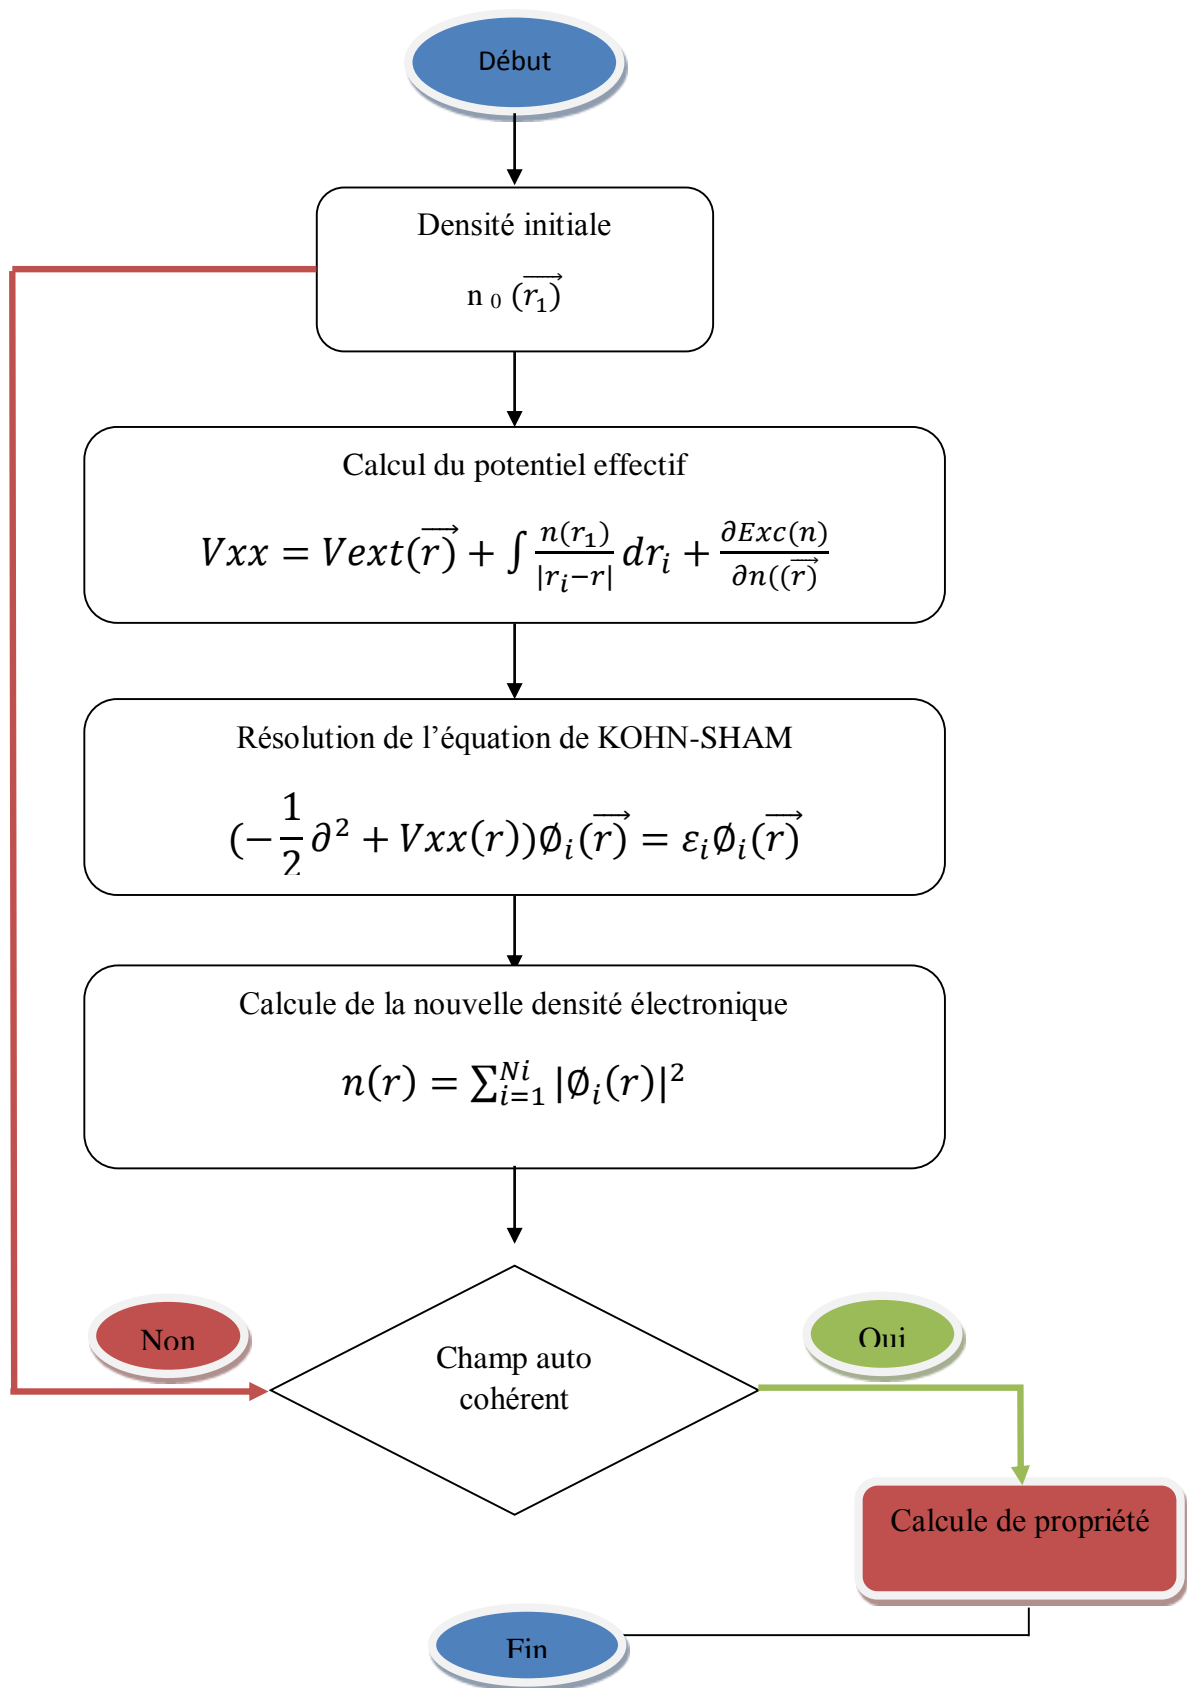 Début
Densité initiale
n ₀ (r₁)⃗
Calcul du potentiel effectif
Vxx = Vext(r)⃗ + ∫ n(r₁)/|rᵢ−r| drᵢ + ∂Exc(n)/∂n((r)⃗
Résolution de l’équation de KOHN-SHAM
(−1/2 ∂² + Vxx(r))∅ᵢ(r)⃗ = εᵢ∅ᵢ(r)⃗
Calcule de la nouvelle densité électronique
n(r) = ∑ᵢ₌₁ᴺⁱ |∅ᵢ(r)|²
Non
Oui
Champ auto
cohérent
Calcule de propriété
Fin